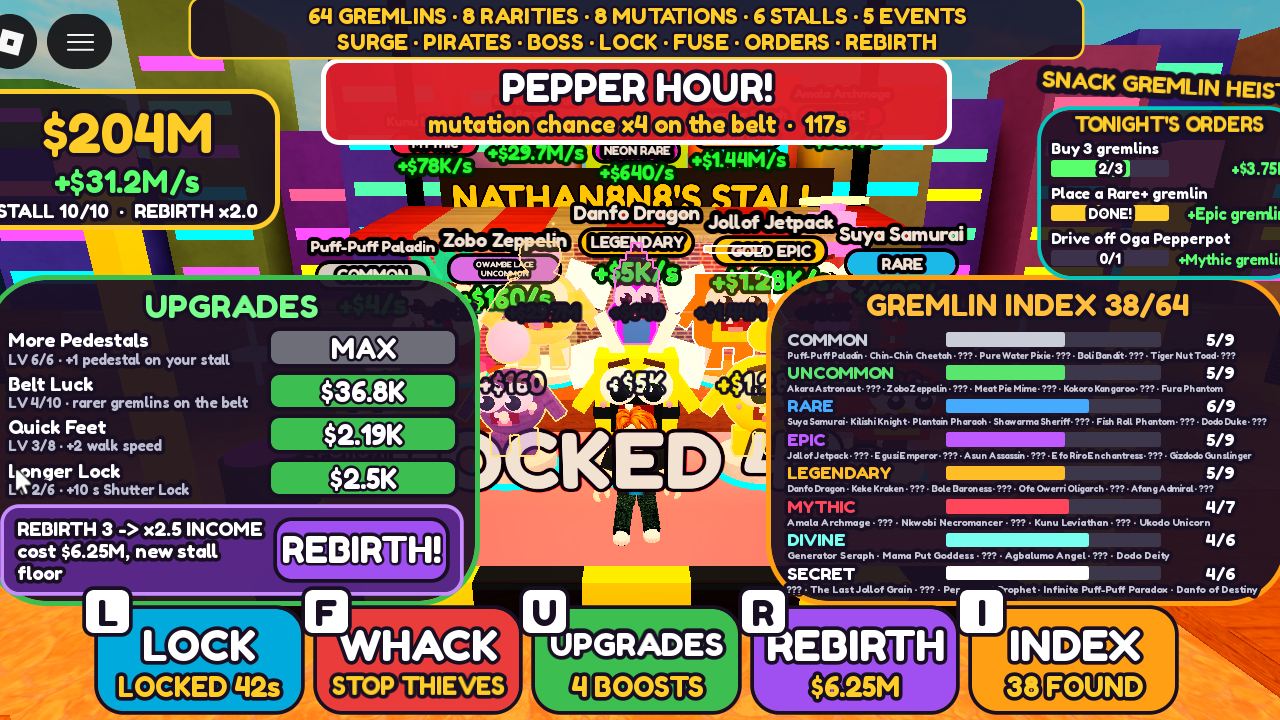 64 GREMLINS · 8 RARITIES · 8 MUTATIONS · 6 STALLS · 5 EVENTS
SURGE · PIRATES · BOSS · LOCK · FUSE · ORDERS · REBIRTH
PEPPER HOUR!
mutation chance x4 on the belt · 117s
$204M
+$31.2M/s
STALL 10/10 · REBIRTH x2.0
SNACK GREMLIN HEIST
TONIGHT'S ORDERS
Buy 3 gremlins
2/3
+$3.75
Place a Rare+ gremlin
DONE!
+Epic gremlin
Drive off Oga Pepperpot
0/1
+Mythic gremlin
+$78K/s
+$29.7M/s
NEON RARE
+$640/s
+$1.44M/s
NATHAN8N8'S STALL
Puff-Puff Paladin
COMMON
+$4/s
Zobo Zeppelin
OWAMBE LACE UNCOMMON
+$160/s
Danfo Dragon
LEGENDARY
+$5K/s
Jollof Jetpack
GOLD EPIC
+$1.28K/s
Suya Samurai
RARE
+$160
+$5K
LOCKED 4
UPGRADES
More Pedestals
LV 6/6 · +1 pedestal on your stall
MAX
Belt Luck
LV 4/10 · rarer gremlins on the belt
$36.8K
Quick Feet
LV 3/8 · +2 walk speed
$2.19K
Longer Lock
LV 2/6 · +10 s Shutter Lock
$2.5K
REBIRTH 3 -> x2.5 INCOME
cost $6.25M, new stall
floor
REBIRTH!
GREMLIN INDEX 38/64
COMMON 5/9
Puff-Puff Paladin · Chin-Chin Cheetah · ??? · Pure Water Pixie · ??? · Boli Bandit · ??? · Tiger Nut Toad · ???
UNCOMMON 5/9
Akara Astronaut · ??? · Zobo Zeppelin · ??? · Meat Pie Mime · ??? · Kokoro Kangaroo · ??? · Fura Phantom
RARE 6/9
Suya Samurai · Kilishi Knight · Plantain Pharaoh · Shawarma Sheriff · ??? · Fish Roll Phantom · ??? · Dodo Duke · ???
EPIC 5/9
Jollof Jetpack · ??? · Egusi Emperor · ??? · Asun Assassin · ??? · Efo Riro Enchantress · ??? · Gizdodo Gunslinger
LEGENDARY 5/9
Danfo Dragon · Keke Kraken · ??? · Bole Baroness · ??? · Ofe Owerri Oligarch · ??? · Afang Admiral · ???
MYTHIC 4/7
Amala Archmage · ??? · Nkwobi Necromancer · ??? · Kunu Leviathan · ??? · Ukodo Unicorn
DIVINE 4/6
Generator Seraph · Mama Put Goddess · ??? · Agbalumo Angel · ??? · Dodo Deity
SECRET 4/6
??? · The Last Jollof Grain · ??? · Prophet · Infinite Puff-Puff Paradox · Danfo of Destiny
L
LOCK
LOCKED 42s
F
WHACK
STOP THIEVES
U
UPGRADES
4 BOOSTS
R
REBIRTH
$6.25M
I
INDEX
38 FOUND